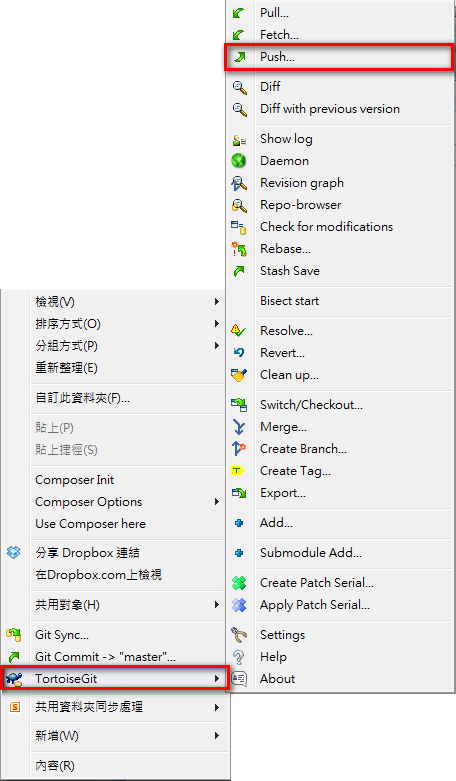 Pull...
Fetch...
Push...
Diff
Diff with previous version
Show log
Daemon
Revision graph
Repo-browser
Check for modifications
Rebase...
Stash Save
Bisect start
Resolve...
Revert...
Clean up...
Switch/Checkout...
Merge...
Create Branch...
Create Tag...
Export...
Add...
Submodule Add...
Create Patch Serial...
Apply Patch Serial...
Settings
Help
About
檢視(V)
排序方式(O)
分組方式(P)
重新整理(E)
自訂此資料夾(F)...
貼上(P)
貼上捷徑(S)
Composer Init
Composer Options
Use Composer here
分享 Dropbox 連結
在Dropbox.com上檢視
共用對象(H)
Git Sync...
Git Commit -> "master"...
TortoiseGit
共用資料夾同步處理
新增(W)
內容(R)